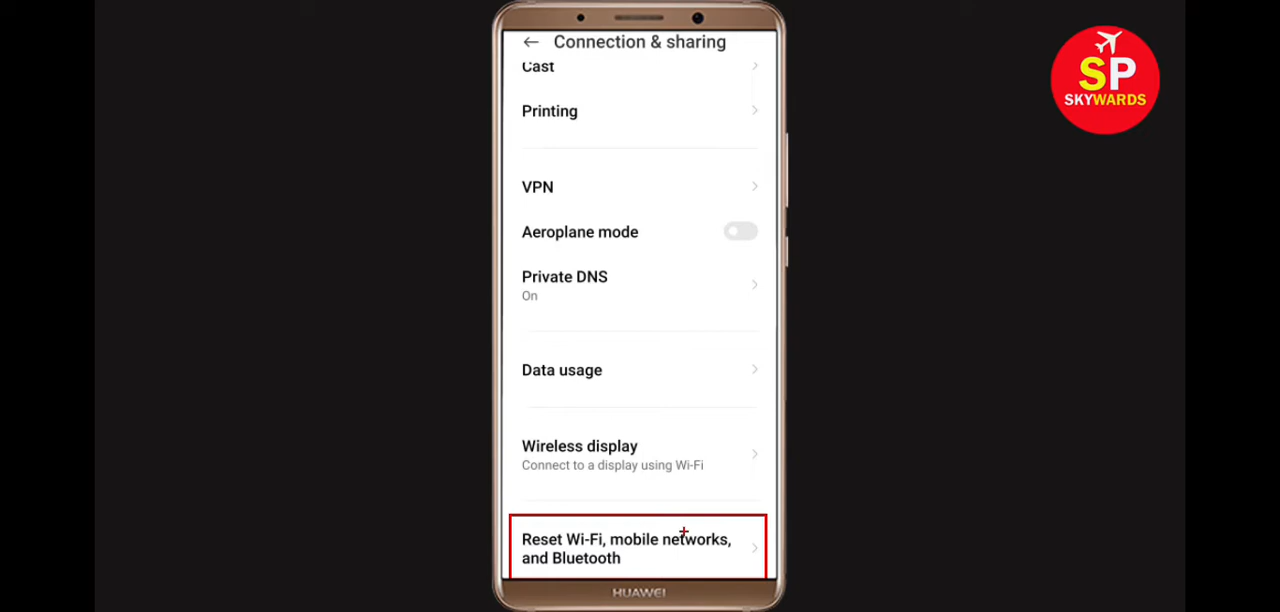 ← Connection & sharing
SP
SKYWARDS
Cast
Printing
VPN
Aeroplane mode
Private DNS
On
Data usage
Wireless display
Connect to a display using Wi-Fi
Reset Wi-Fi, mobile networks,
and Bluetooth
HUAWEI